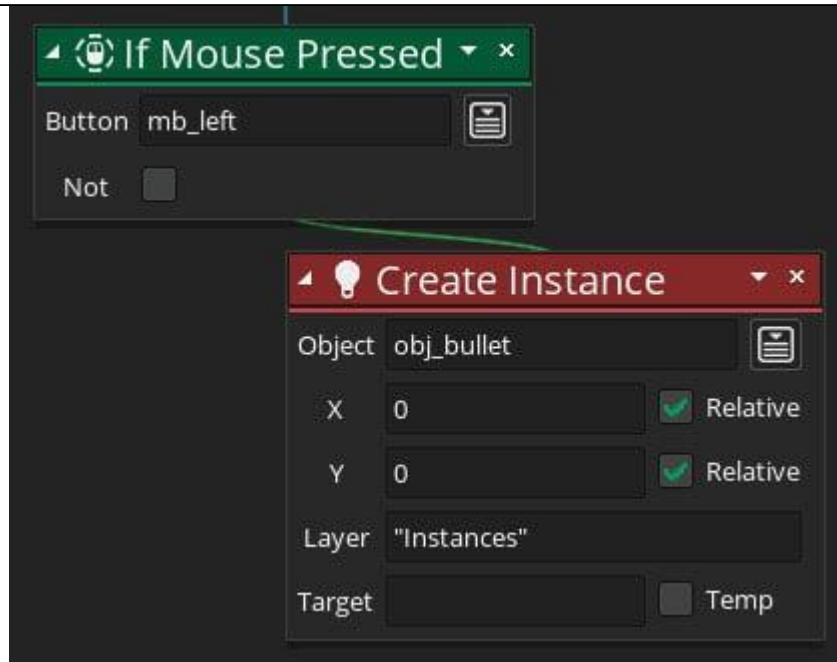 If Mouse Pressed
Button mb_left
Not
Create Instance
Object obj_bullet
X 0 Relative
Y 0 Relative
Layer "Instances"
Target Temp